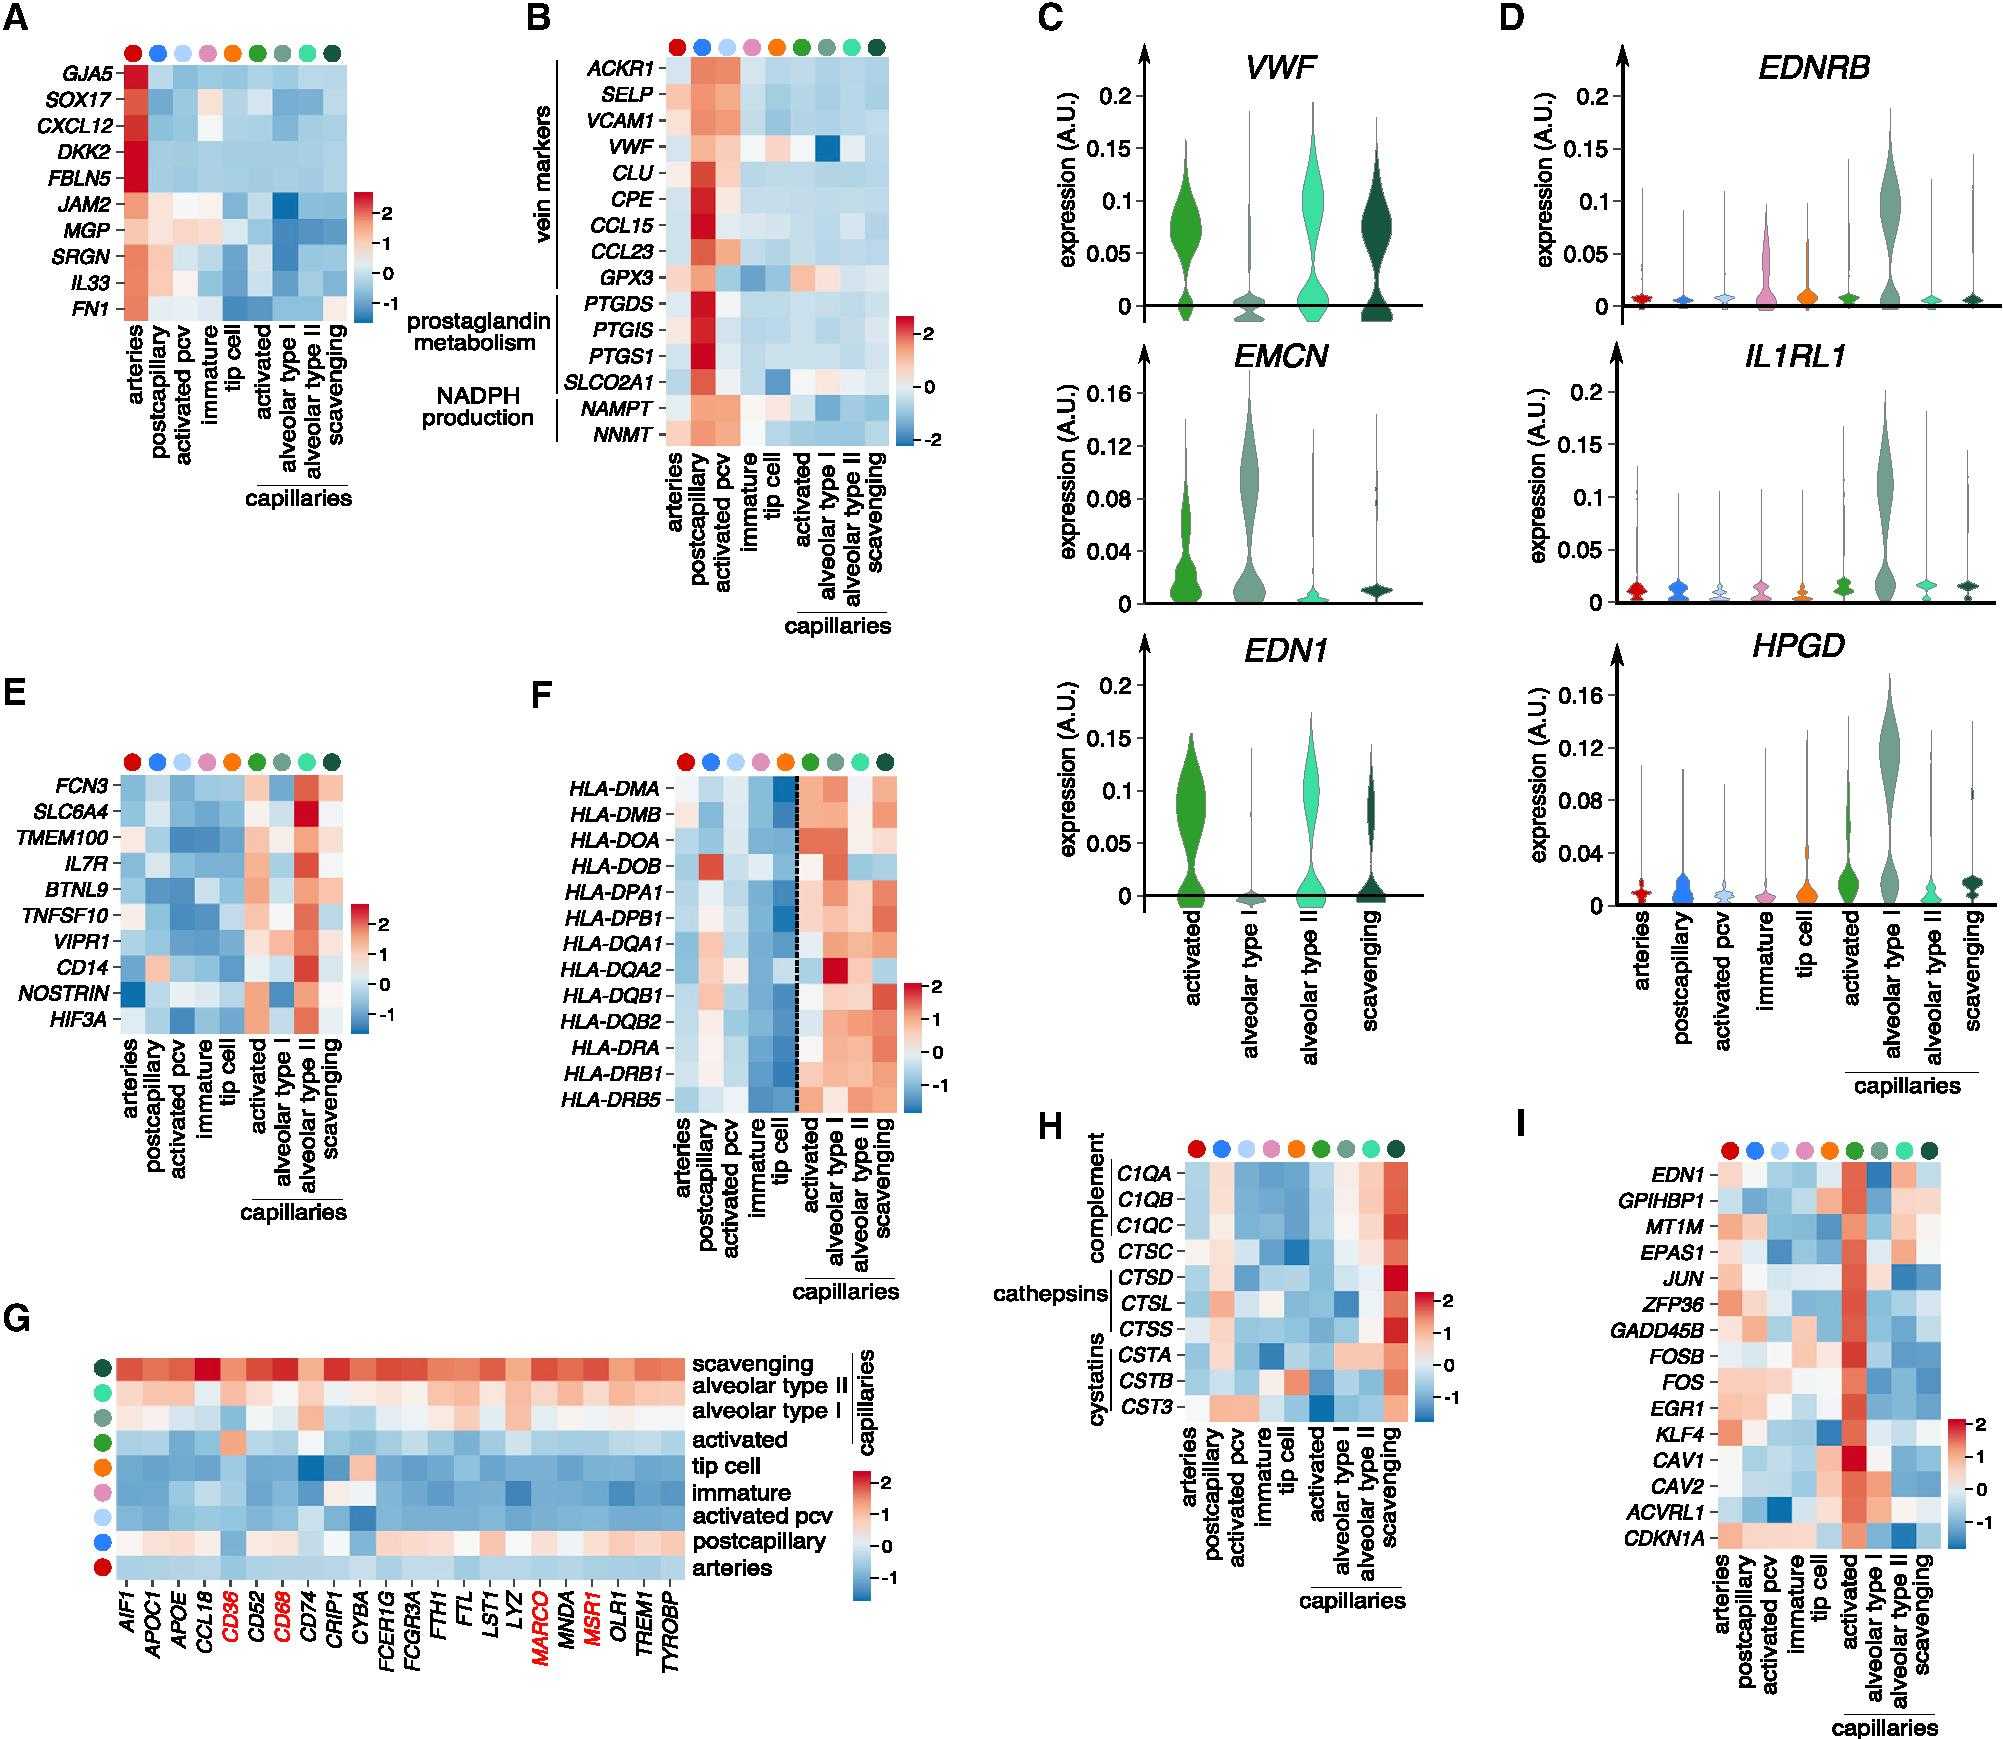 A
GJA5
SOX17
CXCL12
DKK2
FBLN5
JAM2
MGP
SRGN
IL33
FN1
2
1
0
-1
arteries
postcapillary
activated pcv
immature
tip cell
activated
alveolar type I
alveolar type II
scavenging
capillaries
B
vein markers
prostaglandin
metabolism
NADPH
production
ACKR1
SELP
VCAM1
VWF
CLU
CPE
CCL15
CCL23
GPX3
PTGDS
PTGIS
PTGS1
SLCO2A1
NAMPT
NNMT
2
0
-2
arteries
postcapillary
activated pcv
immature
tip cell
activated
alveolar type I
alveolar type II
scavenging
capillaries
C
VWF
expression (A.U.)
0.2
0.15
0.1
0.05
0
EMCN
expression (A.U.)
0.16
0.12
0.08
0.04
0
EDN1
expression (A.U.)
0.2
0.15
0.1
0.05
0
activated
alveolar type I
alveolar type II
scavenging
D
EDNRB
expression (A.U.)
0.2
0.15
0.1
0.05
0
IL1RL1
expression (A.U.)
0.2
0.15
0.1
0.05
0
HPGD
expression (A.U.)
0.16
0.12
0.08
0.04
0
arteries
postcapillary
activated pcv
immature
tip cell
activated
alveolar type I
alveolar type II
scavenging
capillaries
E
FCN3
SLC6A4
TMEM100
IL7R
BTNL9
TNFSF10
VIPR1
CD14
NOSTRIN
HIF3A
2
1
0
-1
arteries
postcapillary
activated pcv
immature
tip cell
activated
alveolar type I
alveolar type II
scavenging
capillaries
F
HLA-DMA
HLA-DMB
HLA-DOA
HLA-DOB
HLA-DPA1
HLA-DPB1
HLA-DQA1
HLA-DQA2
HLA-DQB1
HLA-DQB2
HLA-DRA
HLA-DRB1
HLA-DRB5
2
1
0
-1
arteries
postcapillary
activated pcv
immature
tip cell
activated
alveolar type I
alveolar type II
scavenging
capillaries
G
scavenging
alveolar type II
alveolar type I
activated
tip cell
immature
activated pcv
postcapillary
arteries
capillaries
2
1
0
-1
AIF1
APOC1
APOE
CCL18
CD36
CD52
CD68
CD74
CRIP1
CYBA
FCER1G
FCGR3A
FTH1
FTL
LST1
LYZ
MARCO
MNDA
MSR1
OLR1
TREM1
TYROBP
H
complement
cathepsins
cystatins
C1QA
C1QB
C1QC
CTSC
CTSD
CTSL
CTSS
CSTA
CSTB
CST3
2
1
0
-1
arteries
postcapillary
activated pcv
immature
tip cell
activated
alveolar type I
alveolar type II
scavenging
capillaries
I
EDN1
GPIHBP1
MT1M
EPAS1
JUN
ZFP36
GADD45B
FOSB
FOS
EGR1
KLF4
CAV1
CAV2
ACVRL1
CDKN1A
2
1
0
-1
arteries
postcapillary
activated pcv
immature
tip cell
activated
alveolar type I
alveolar type II
scavenging
capillaries